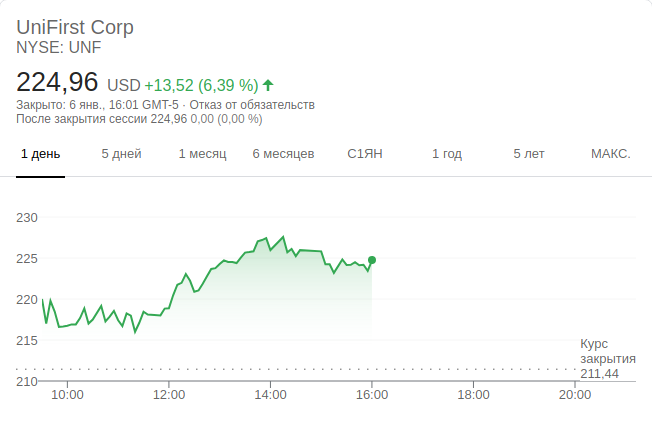 UniFirst Corp
NYSE: UNF
224,96 USD +13,52 (6,39 %)
Закрыто: 6 янв., 16:01 GMT-5 · Отказ от обязательств
После закрытия сессии 224,96 0,00 (0,00 %)
1 день 5 дней 1 месяц 6 месяцев С1ЯН 1 год 5 лет МАКС.
230
225
220
215
210
Курс
закрытия
211,44
10:00 12:00 14:00 16:00 18:00 20:00